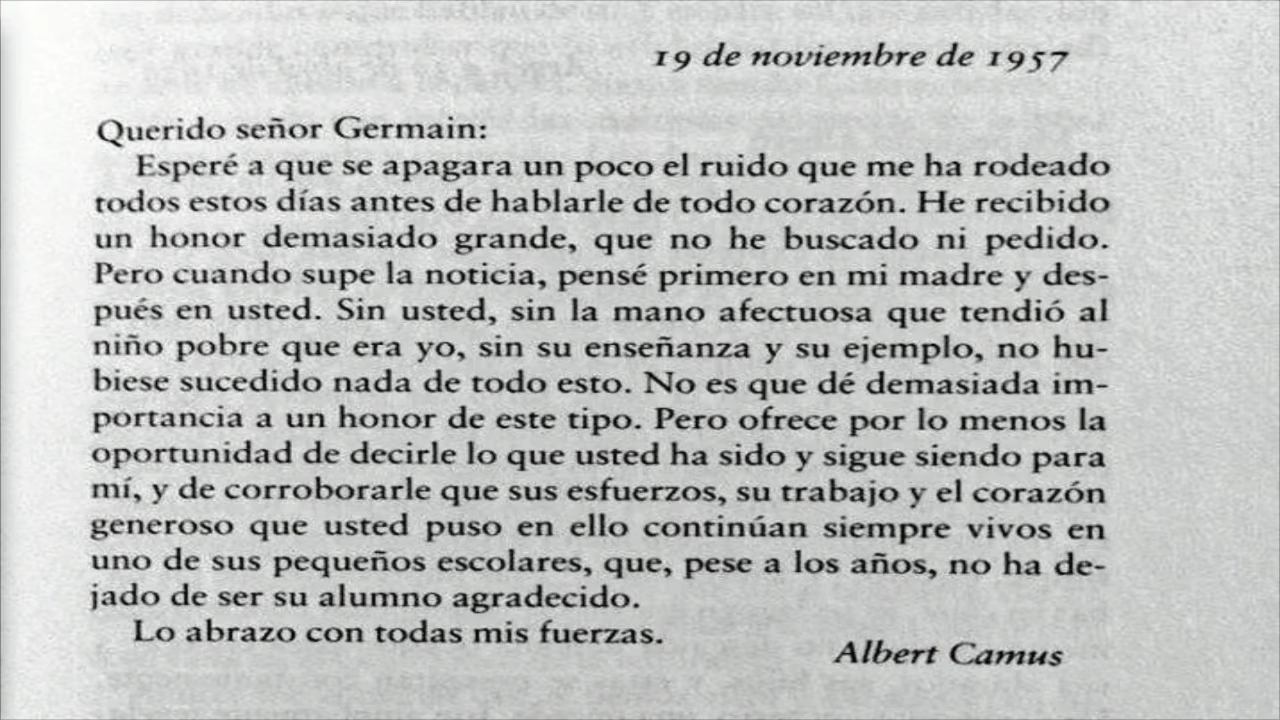 19 de noviembre de 1957
Querido señor Germain:
Esperé a que se apagara un poco el ruido que me ha rodeado
todos estos días antes de hablarle de todo corazón. He recibido
un honor demasiado grande, que no he buscado ni pedido.
Pero cuando supe la noticia, pensé primero en mi madre y des-
pués en usted. Sin usted, sin la mano afectuosa que tendió al
niño pobre que era yo, sin su enseñanza y su ejemplo, no hu-
biese sucedido nada de todo esto. No es que dé demasiada im-
portancia a un honor de este tipo. Pero ofrece por lo menos la
oportunidad de decirle lo que usted ha sido y sigue siendo para
mí, y de corroborarle que sus esfuerzos, su trabajo y el corazón
generoso que usted puso en ello continúan siempre vivos en
uno de sus pequeños escolares, que, pese a los años, no ha de-
jado de ser su alumno agradecido.
Lo abrazo con todas mis fuerzas.
Albert Camus